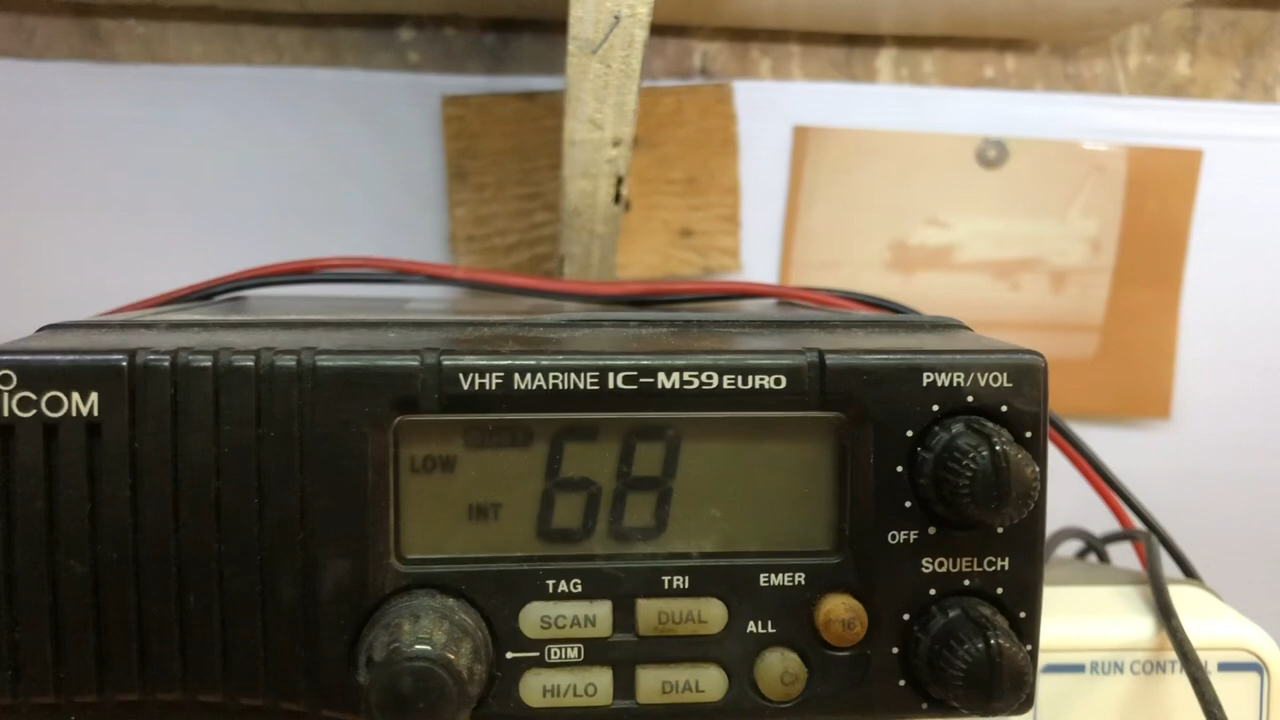 ICOM
VHF MARINE IC-M59 EURO
PWR/VOL
LOW
68
INT
OFF
SQUELCH
TAG
TRI
EMER
SCAN
DUAL
ALL
16
DIM
HI/LO
DIAL
RUN CONTROL